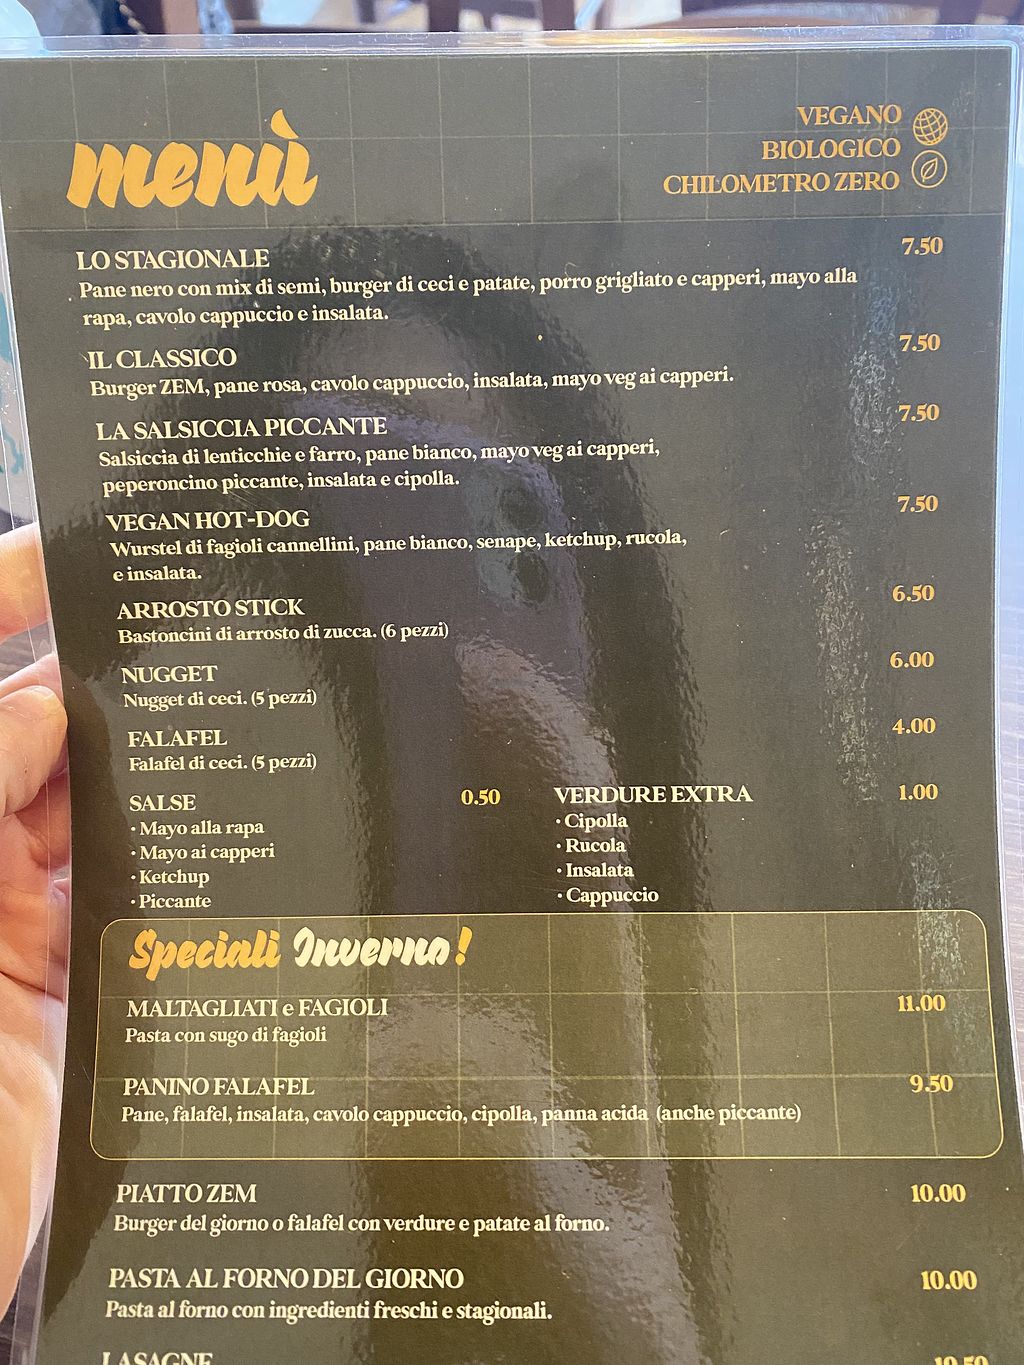 menù
VEGANO
BIOLOGICO
CHILOMETRO ZERO
LO STAGIONALE 7.50
Pane nero con mix di semi, burger di ceci e patate, porro grigliato e capperi, mayo alla
rapa, cavolo cappuccio e insalata.
IL CLASSICO 7.50
Burger ZEM, pane rosa, cavolo cappuccio, insalata, mayo veg ai capperi.
LA SALSICCIA PICCANTE 7.50
Salsiccia di lenticchie e farro, pane bianco, mayo veg ai capperi,
peperoncino piccante, insalata e cipolla.
VEGAN HOT-DOG 7.50
Wurstel di fagioli cannellini, pane bianco, senape, ketchup, rucola,
e insalata.
ARROSTO STICK 6.50
Bastoncini di arrosto di zucca. (6 pezzi)
NUGGET 6.00
Nugget di ceci. (5 pezzi)
FALAFEL 4.00
Falafel di ceci. (5 pezzi)
SALSE 0.50
· Mayo alla rapa
· Mayo ai capperi
· Ketchup
· Piccante
VERDURE EXTRA 1.00
· Cipolla
· Rucola
· Insalata
· Cappuccio
Speciali Inverno!
MALTAGLIATI e FAGIOLI 11.00
Pasta con sugo di fagioli
PANINO FALAFEL 9.50
Pane, falafel, insalata, cavolo cappuccio, cipolla, panna acida (anche piccante)
PIATTO ZEM 10.00
Burger del giorno o falafel con verdure e patate al forno.
PASTA AL FORNO DEL GIORNO 10.00
Pasta al forno con ingredienti freschi e stagionali.
LASAGNE 10.50